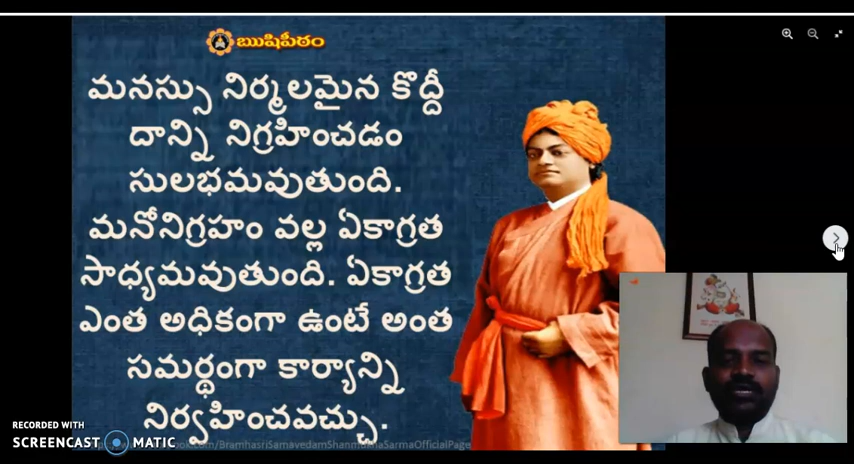 ఋషిపీఠం
మనస్సు నిర్మలమైన కొద్దీ
దాన్ని నిగ్రహించడం
సులభమవుతుంది.
మనోనిగ్రహం వల్ల ఏకాగ్రత
సాధ్యమవుతుంది. ఏకాగ్రత
ఎంత అధికంగా ఉంటే అంత
సమర్థంగా కార్యాన్ని
నిర్వహించవచ్చు.
/BramhasriSamavedamShanmukhaSarmaOfficialPage
RECORDED WITH
SCREENCAST MATIC